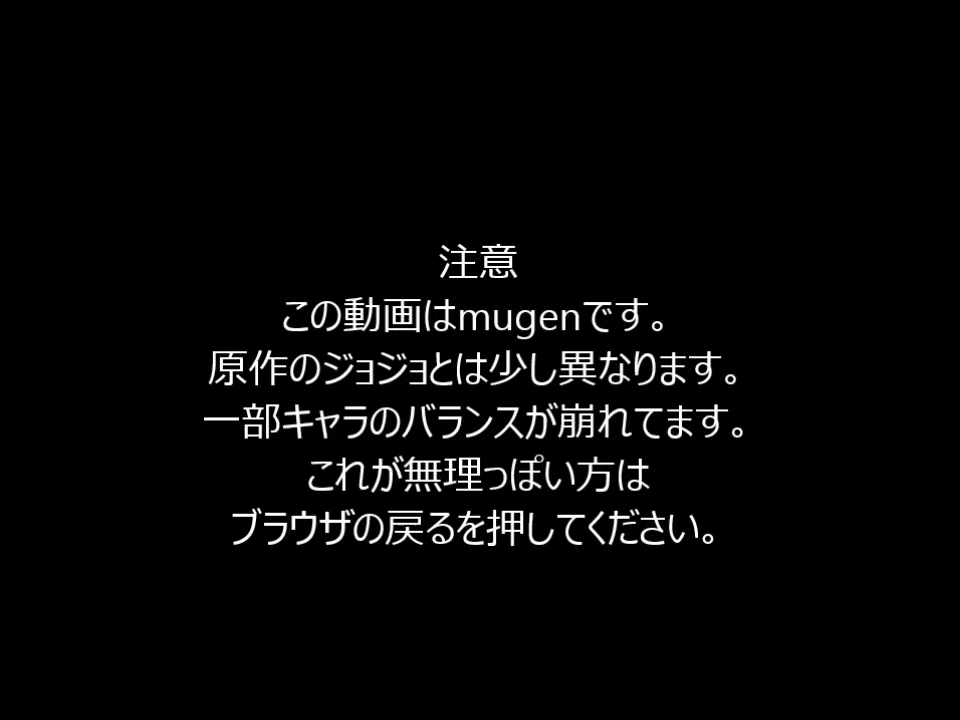 注意
この動画はmugenです。
原作のジョジョとは少し異なります。
一部キャラのバランスが崩れてます。
これが無理っぽい方は
ブラウザの戻るを押してください。